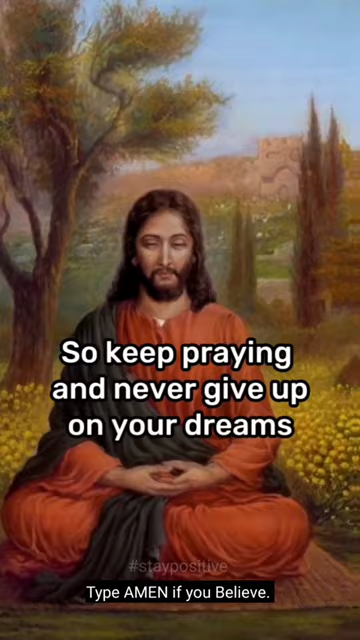 So keep praying
and never give up
on your dreams
#staypositive
Type AMEN if you Believe.